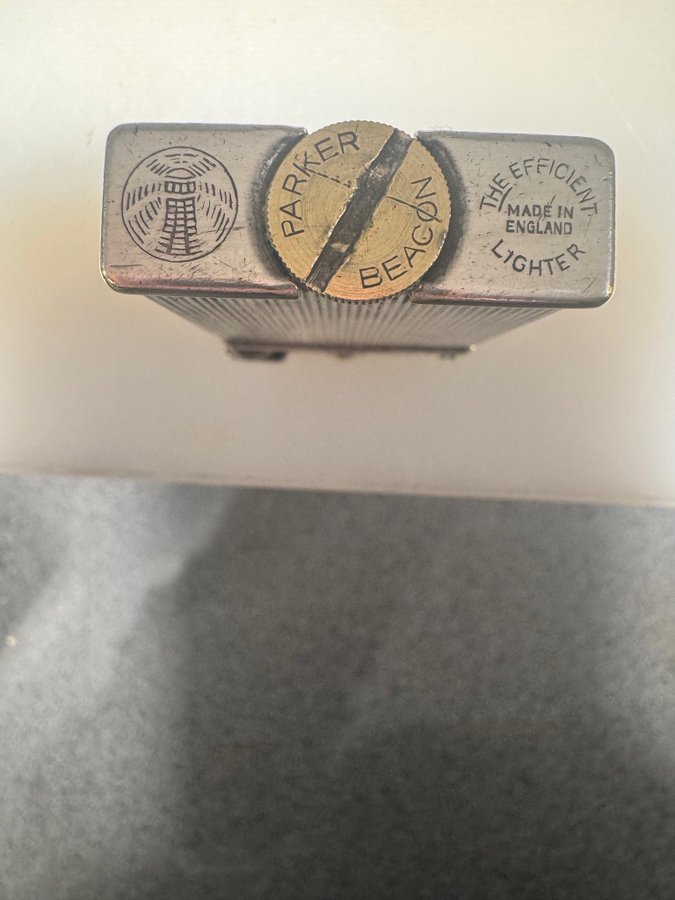 PARKER
BEACON
THE EFFICIENT
MADE IN
ENGLAND
LIGHTER